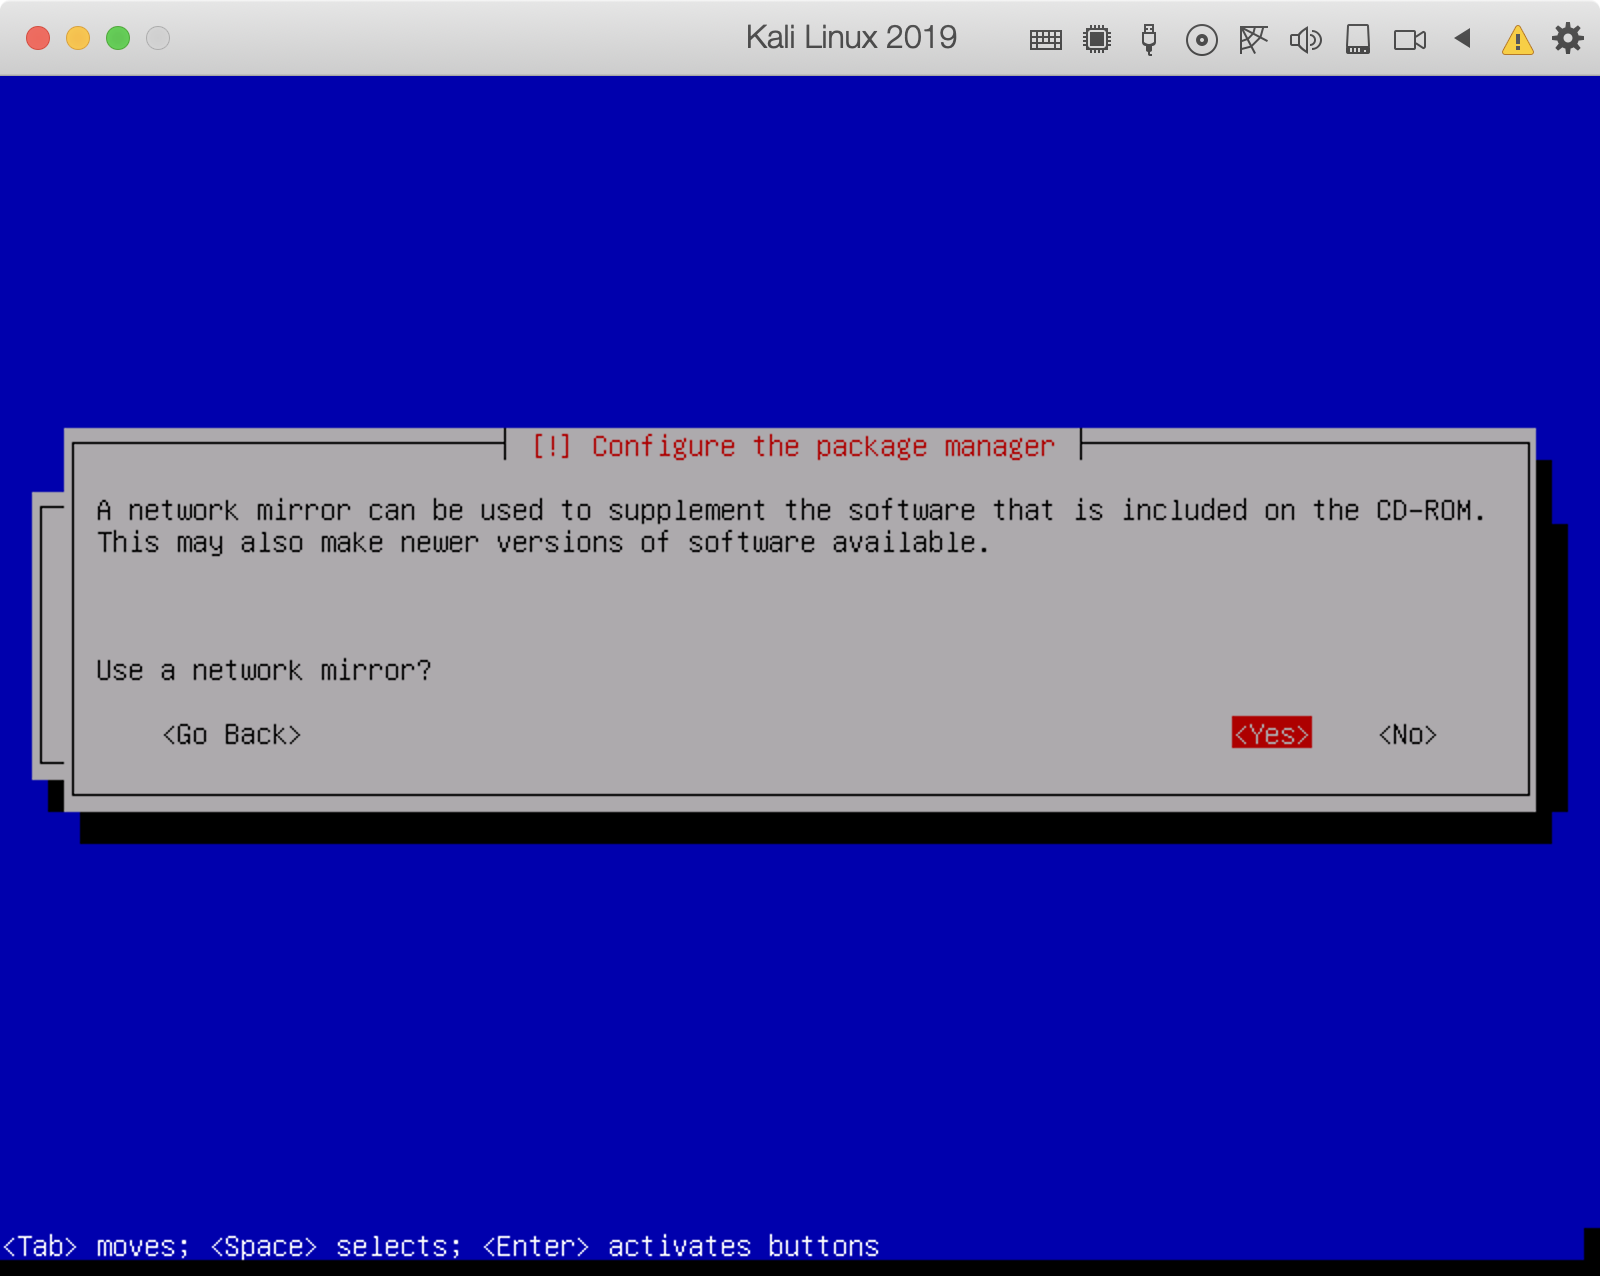 Kali Linux 2019
[!] Configure the package manager
A network mirror can be used to supplement the software that is included on the CD-ROM.
This may also make newer versions of software available.
Use a network mirror?
<Go Back> <Yes> <No>
<Tab> moves; <Space> selects; <Enter> activates buttons